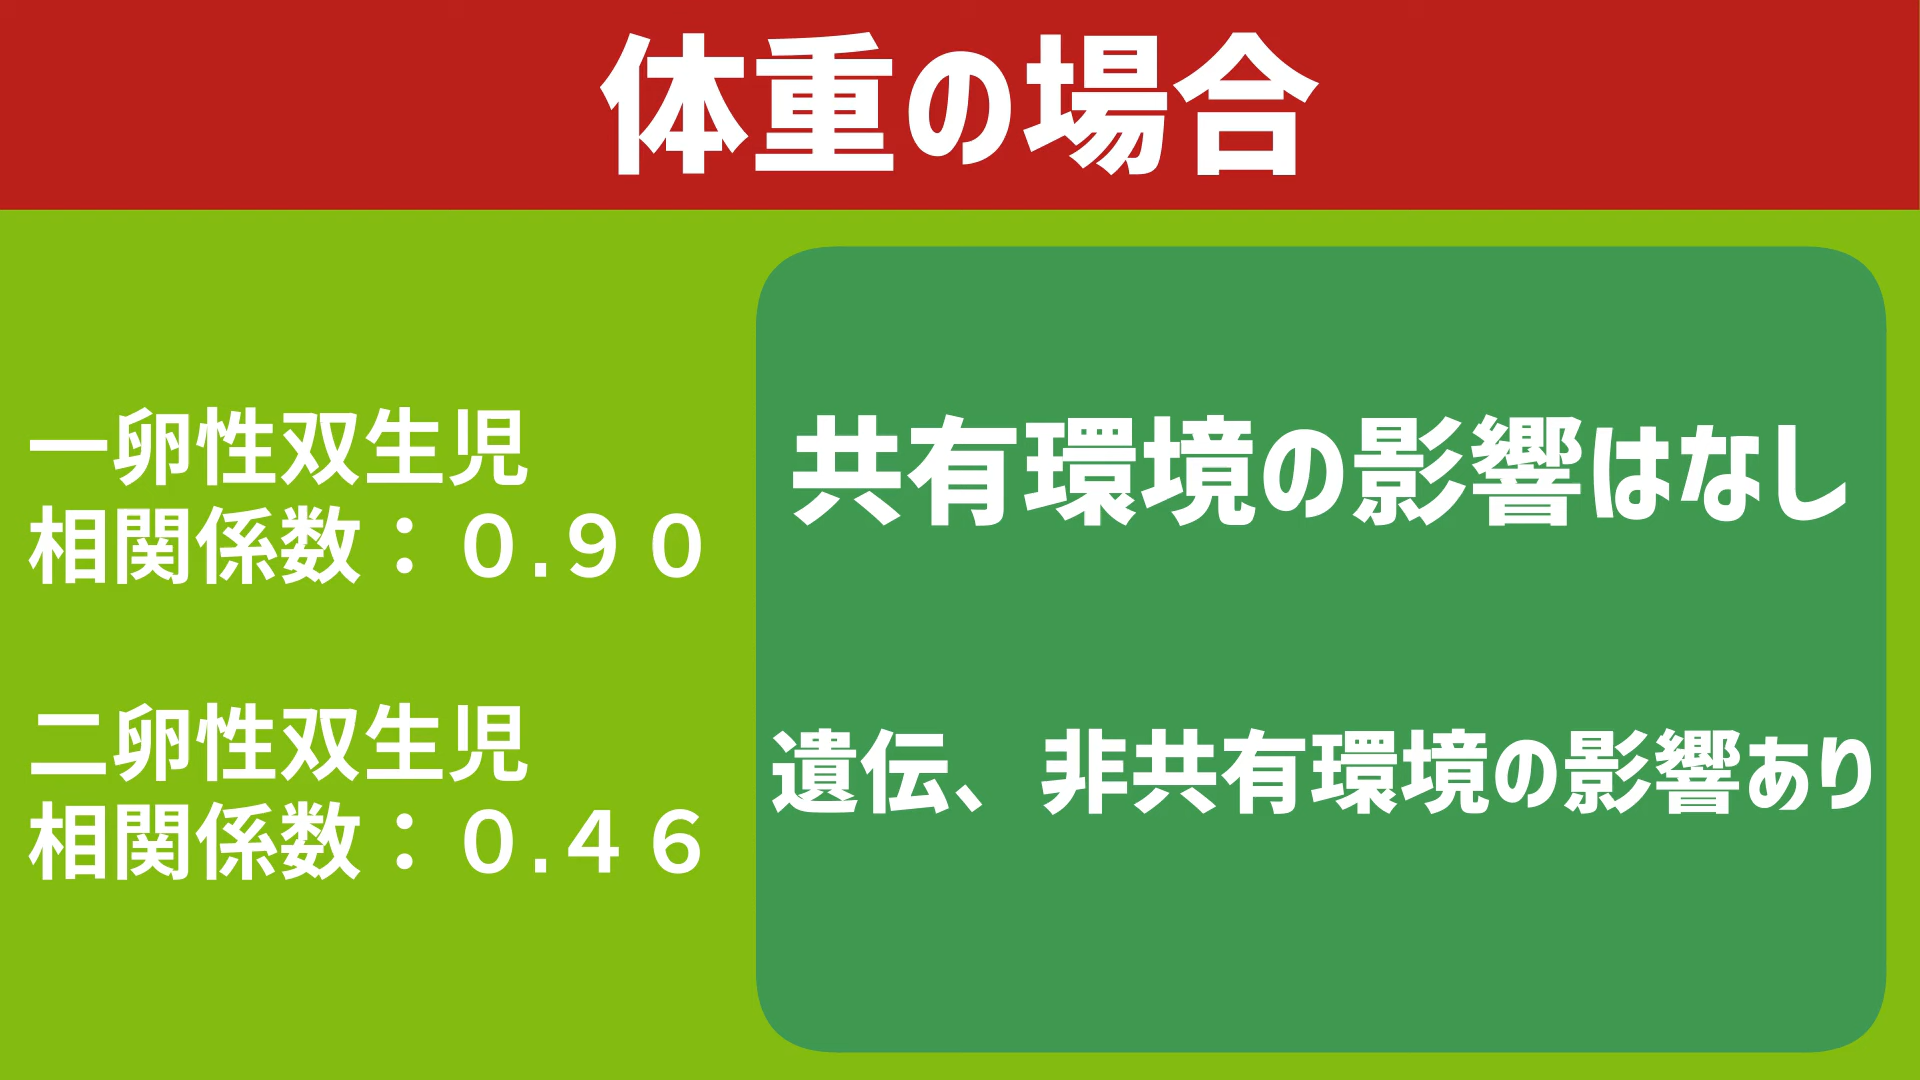 体重の場合
一卵性双生児
相関係数：０.９０
二卵性双生児
相関係数：０.４６
共有環境の影響はなし
遺伝、非共有環境の影響あり